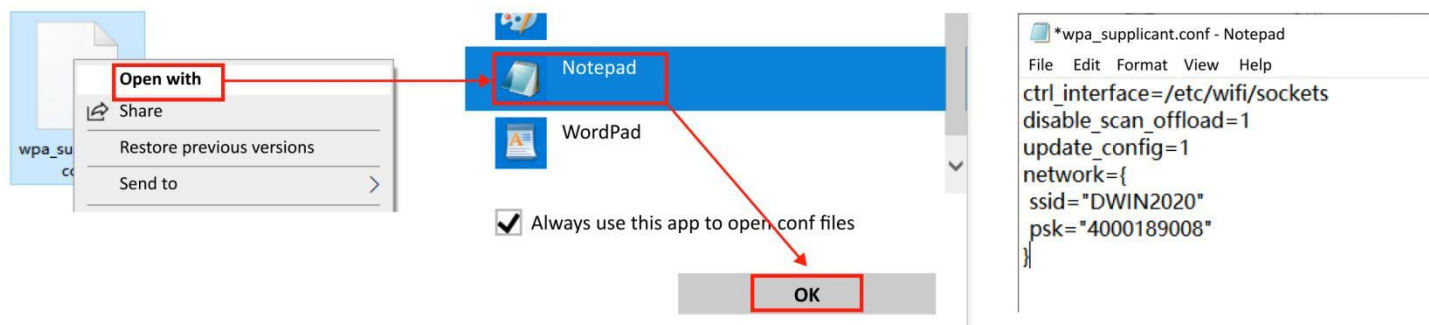 Open with
Share
Restore previous versions
Send to
wpa_su
Notepad
WordPad
Always use this app to open conf files
OK
*wpa_supplicant.conf - Notepad
File Edit Format View Help
ctrl_interface=/etc/wifi/sockets
disable_scan_offload=1
update_config=1
network={
ssid="DWIN2020"
psk="4000189008"
}